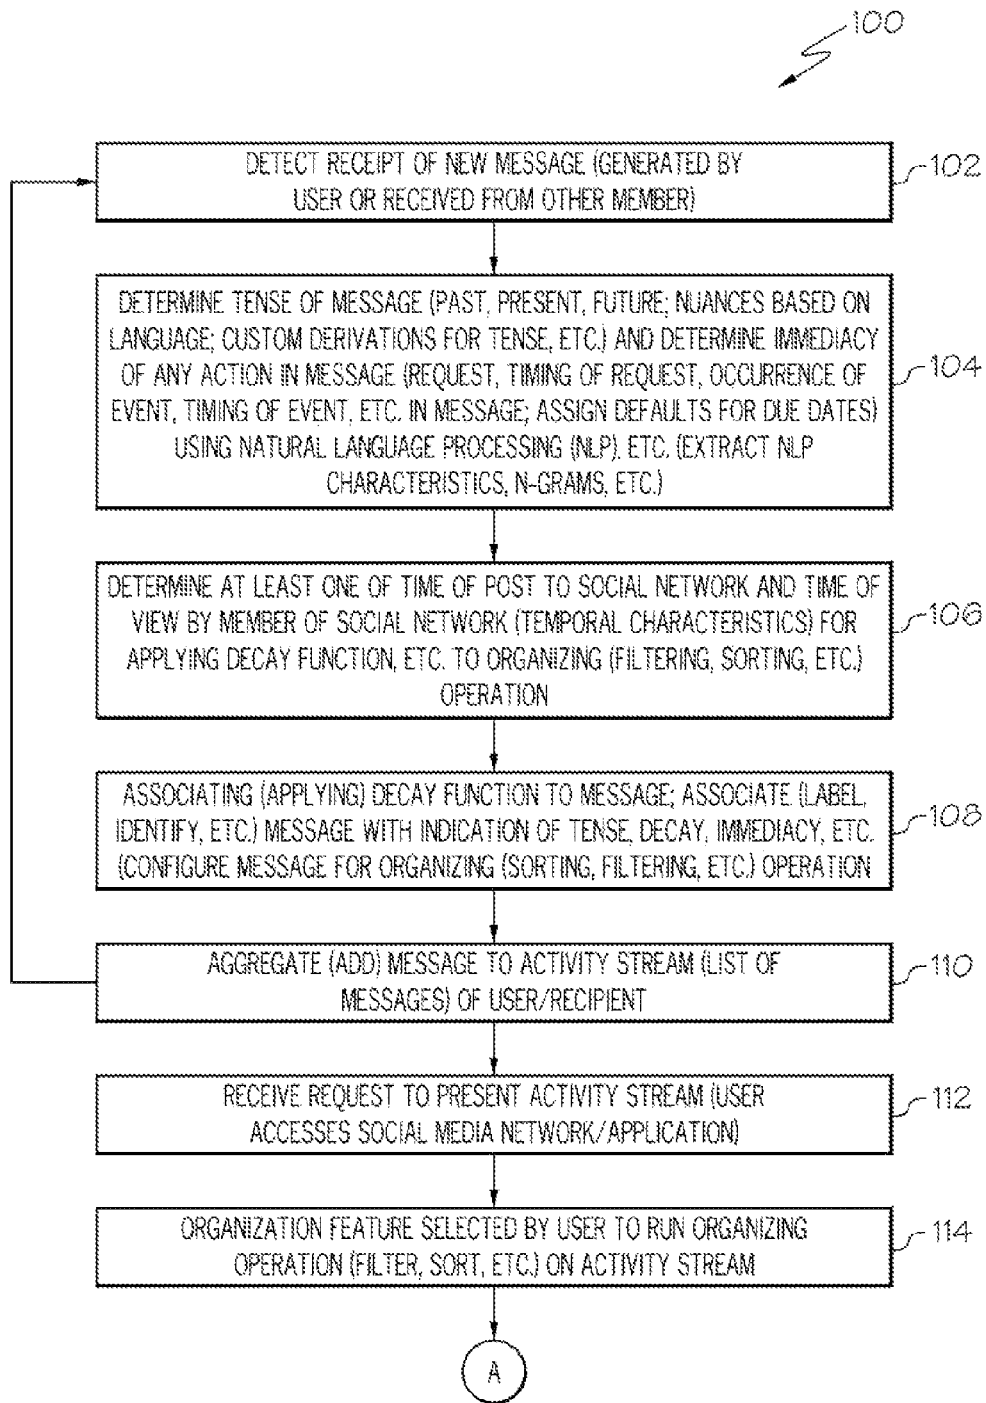 100
DETECT RECEIPT OF NEW MESSAGE (GENERATED BY
USER OR RECEIVED FROM OTHER MEMBER)
102
DETERMINE TENSE OF MESSAGE (PAST, PRESENT, FUTURE; NUANCES BASED ON
LANGUAGE; CUSTOM DERIVATIONS FOR TENSE, ETC.) AND DETERMINE IMMEDIACY
OF ANY ACTION IN MESSAGE (REQUEST, TIMING OF REQUEST, OCCURRENCE OF
EVENT, TIMING OF EVENT, ETC. IN MESSAGE; ASSIGN DEFAULTS FOR DUE DATES)
USING NATURAL LANGUAGE PROCESSING (NLP), ETC. (EXTRACT NLP
CHARACTERISTICS, N-GRAMS, ETC.)
104
DETERMINE AT LEAST ONE OF TIME OF POST TO SOCIAL NETWORK AND TIME OF
VIEW BY MEMBER OF SOCIAL NETWORK (TEMPORAL CHARACTERISTICS) FOR
APPLYING DECAY FUNCTION, ETC. TO ORGANIZING (FILTERING, SORTING, ETC.)
OPERATION
106
ASSOCIATING (APPLYING) DECAY FUNCTION TO MESSAGE; ASSOCIATE (LABEL,
IDENTIFY, ETC.) MESSAGE WITH INDICATION OF TENSE, DECAY, IMMEDIACY, ETC.
(CONFIGURE MESSAGE FOR ORGANIZING (SORTING, FILTERING, ETC.) OPERATION
108
AGGREGATE (ADD) MESSAGE TO ACTIVITY STREAM (LIST OF
MESSAGES) OF USER/RECIPIENT
110
RECEIVE REQUEST TO PRESENT ACTIVITY STREAM (USER
ACCESSES SOCIAL MEDIA NETWORK/APPLICATION)
112
ORGANIZATION FEATURE SELECTED BY USER TO RUN ORGANIZING
OPERATION (FILTER, SORT, ETC.) ON ACTIVITY STREAM
114
A